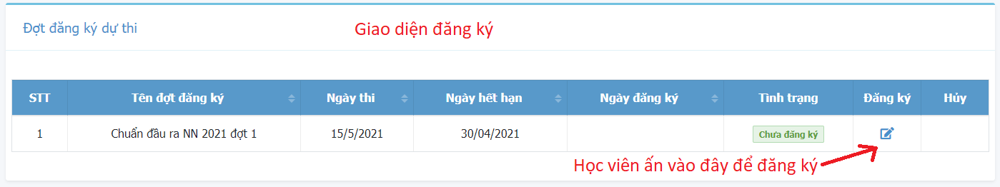 Đợt đăng ký dự thi
Giao diện đăng ký
STT Tên đợt đăng ký Ngày thi Ngày hết hạn Ngày đăng ký Tình trạng Đăng ký Hủy
1 Chuẩn đầu ra NN 2021 đợt 1 15/5/2021 30/04/2021 Chưa đăng ký
Học viên ấn vào đây để đăng ký